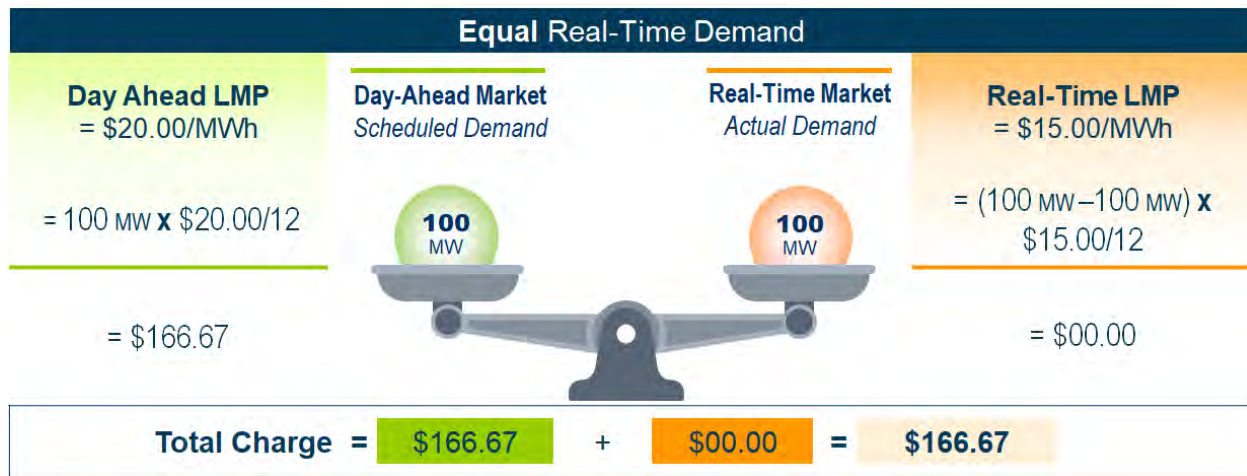 Equal Real-Time Demand
Day Ahead LMP
= $20.00/MWh
= 100 MW x $20.00/12
= $166.67
Day-Ahead Market
Scheduled Demand
100
MW
Real-Time Market
Actual Demand
100
MW
Real-Time LMP
= $15.00/MWh
= (100 MW –100 MW) x
$15.00/12
= $00.00
Total Charge = $166.67 + $00.00 = $166.67